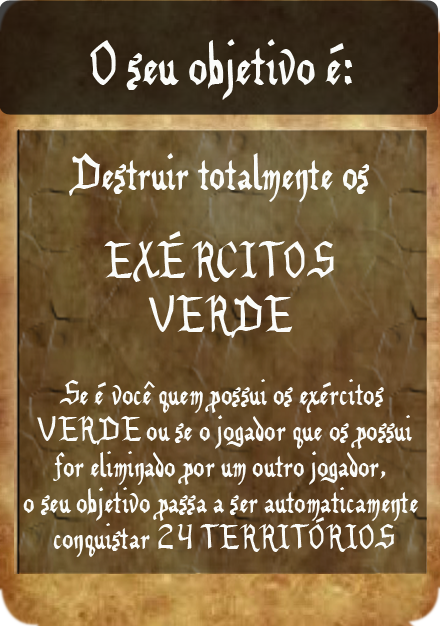 O seu objetivo é:
Destruir totalmente os
EXÉRCITOS
VERDE
Se é você quem possui os exércitos
VERDE ou se o jogador que os possui
for eliminado por um outro jogador,
o seu objetivo passa a ser automaticamente
conquistar 24 TERRITÓRIOS